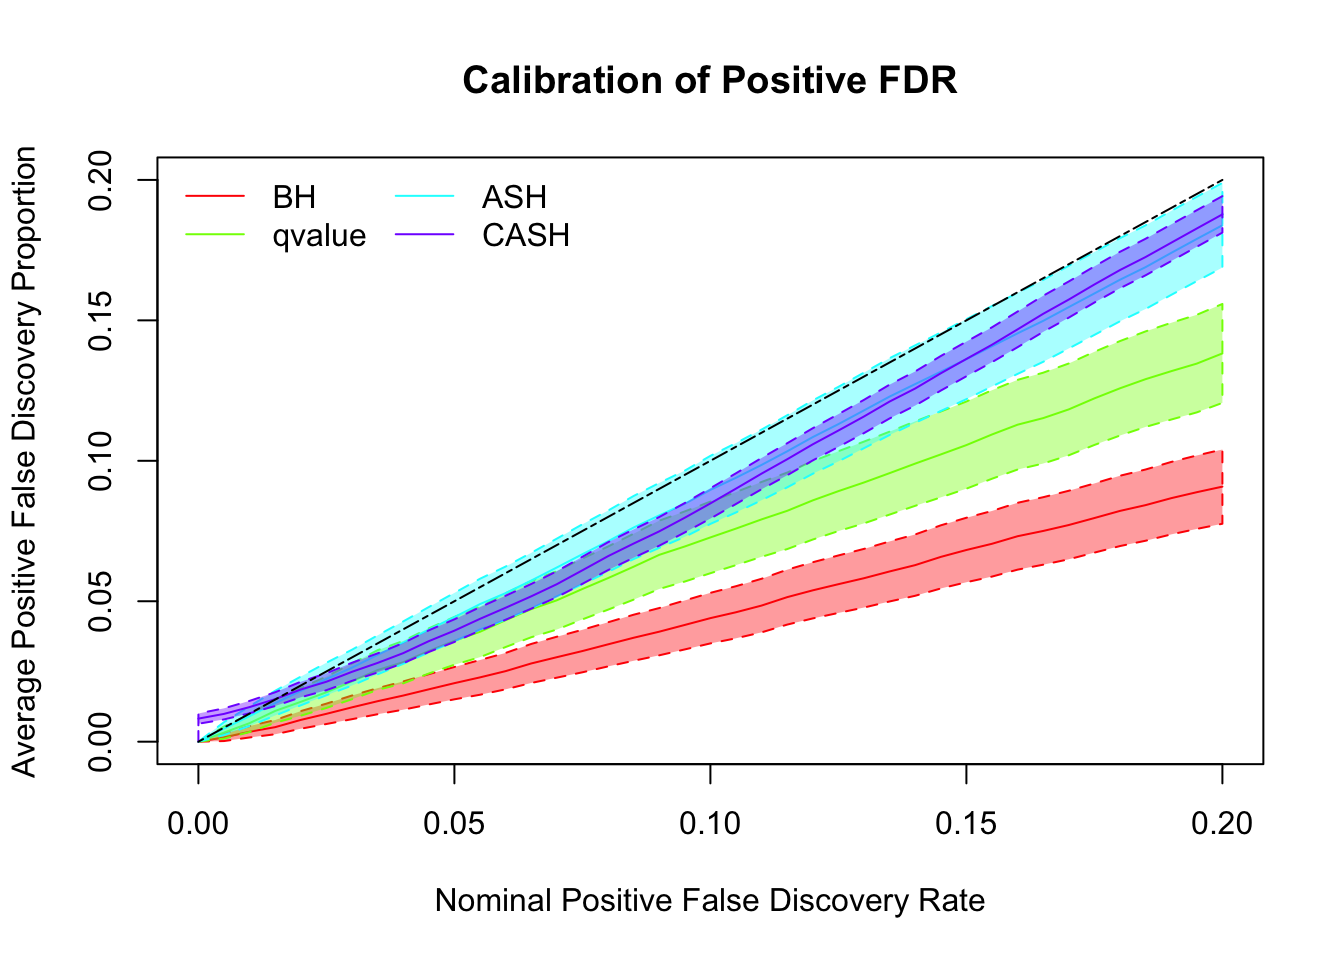 Calibration of Positive FDR
Average Positive False Discovery Proportion
0.20
0.15
0.10
0.05
0.00
BH
qvalue
ASH
CASH
0.00 0.05 0.10 0.15 0.20
Nominal Positive False Discovery Rate